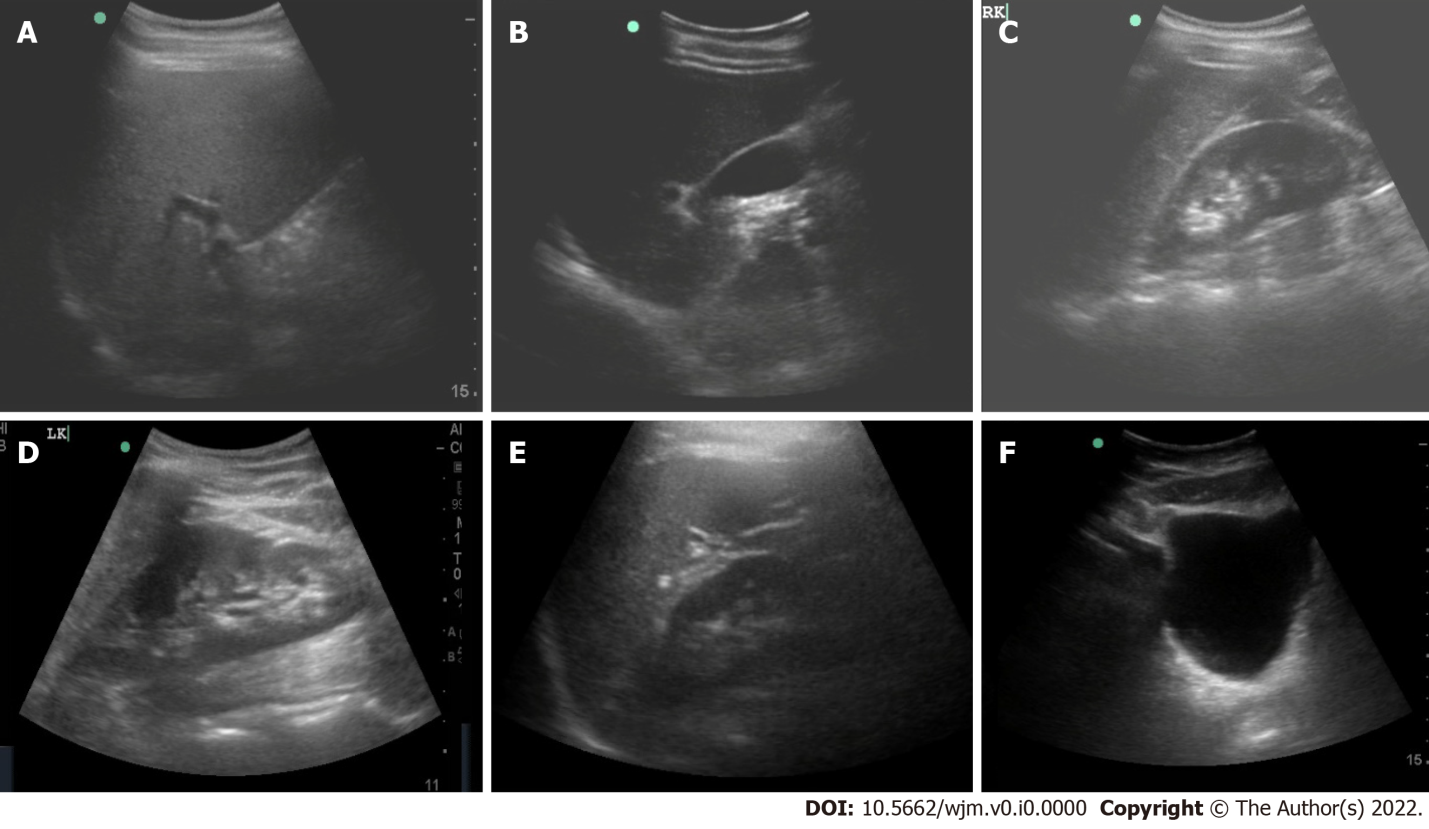 A
B
RK
C
15
D
LK
11
E
F
15
DOI: 10.5662/wjm.v0.i0.0000 Copyright © The Author(s) 2022.